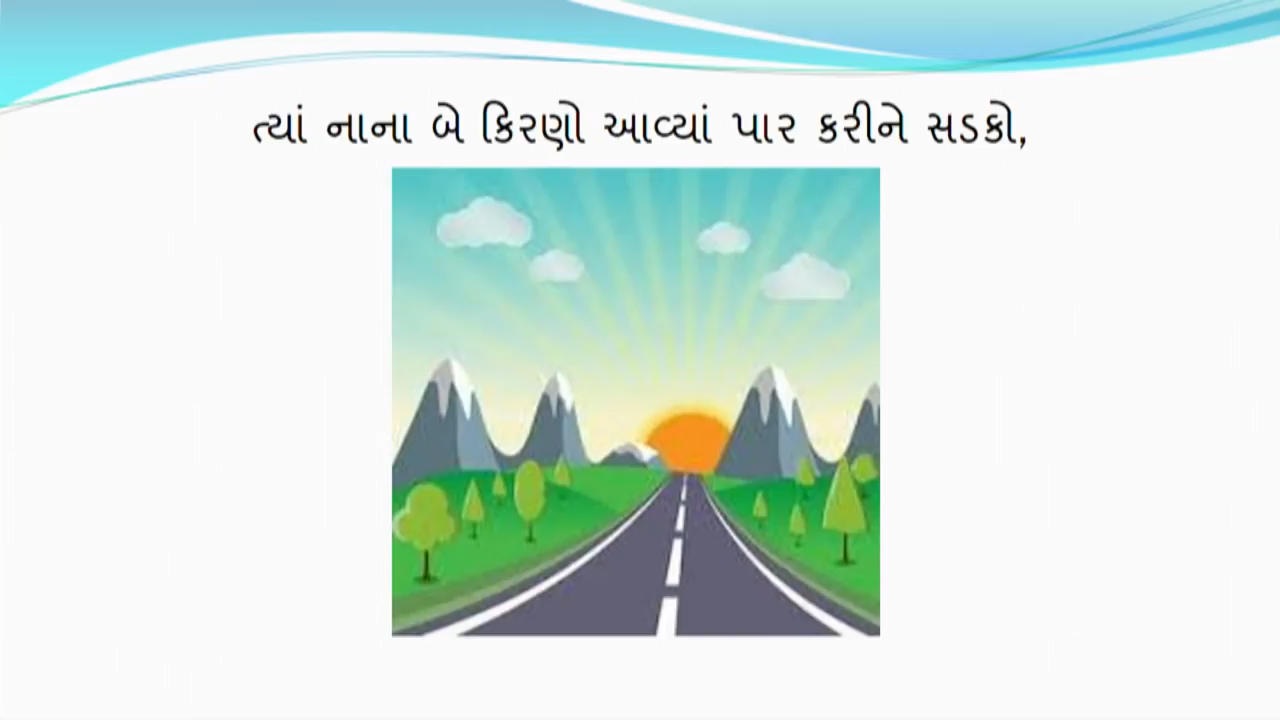 ત્યાં નાના બે કિરણો આવ્યાં પાર કરીને સડકો,